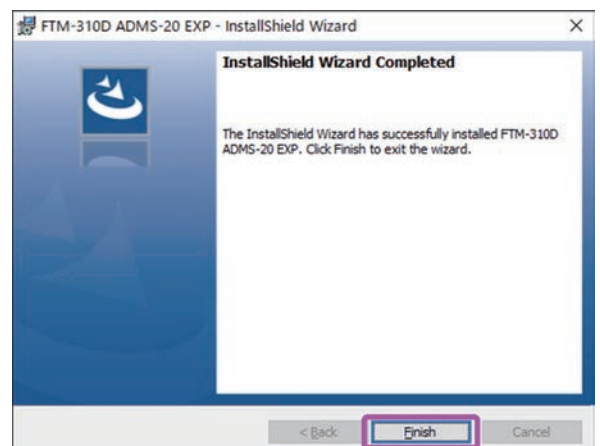 FTM-310D ADMS-20 EXP - InstallShield Wizard
InstallShield Wizard Completed
The InstallShield Wizard has successfully installed FTM-310D
ADMS-20 EXP. Click Finish to exit the wizard.
< Back Finish Cancel